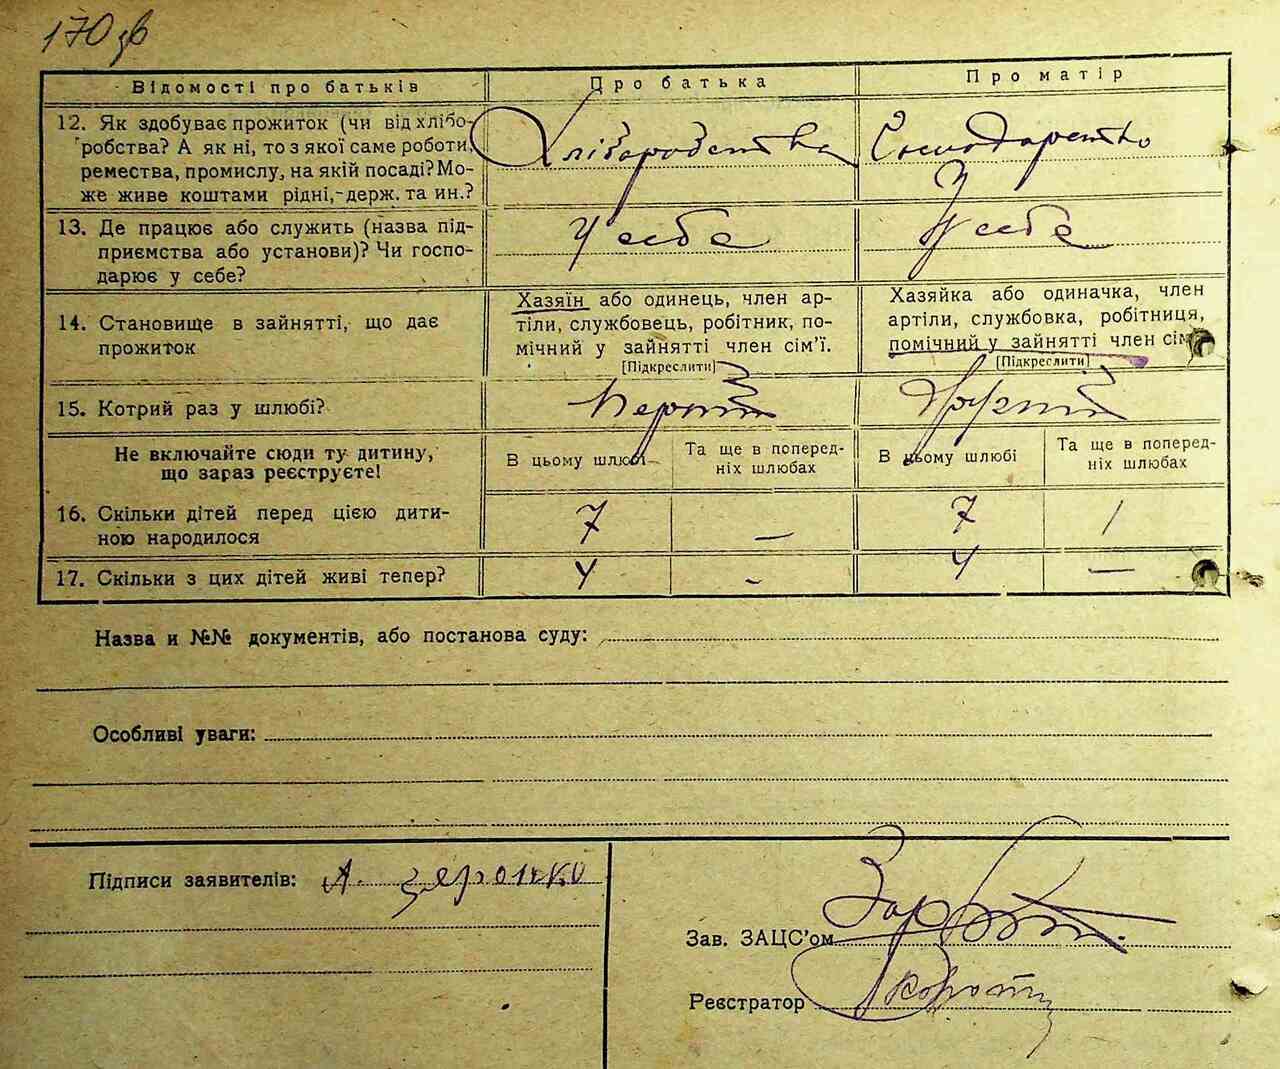 170 зв
Відомості про батьків
Про батька
Про матір
12. Як здобуває прожиток (чи від хлібо-
робства? А як ні, то з якої саме роботи,
ремества, промислу, на якій посаді? Мо-
же живе коштами рідні,-держ. та ин.?
Хліборобства
Господарство
13. Де працює або служить (назва під-
приємства або установи)? Чи госпо-
дарює у себе?
У себе
У себе
14. Становище в зайнятті, що дає
прожиток
Хазяїн або одинець, член ар-
тіли, службовець, робітник, по-
мічний у зайнятті член сім'ї.
[Підкреслити]
Хазяйка або одиначка, член
артіли, службовка, робітниця,
помічний у зайнятті член сім
[Підкреслити]
15. Котрий раз у шлюбі?
Не включайте сюди ту дитину,
що зараз реєструєте!
В цьому шлюбі
Та ще в поперед-
ніх шлюбах
В цьому шлюбі
Та ще в поперед-
ніх шлюбах
16. Скільки дітей перед цією дити-
ною народилося
7
—
7
1
17. Скільки з цих дітей живі тепер?
4
-
4
—
Назва и №№ документів, або постанова суду:
Особливі уваги:
Підписи заявителів: А.
Зав. ЗАЦС'ом
Реєстратор